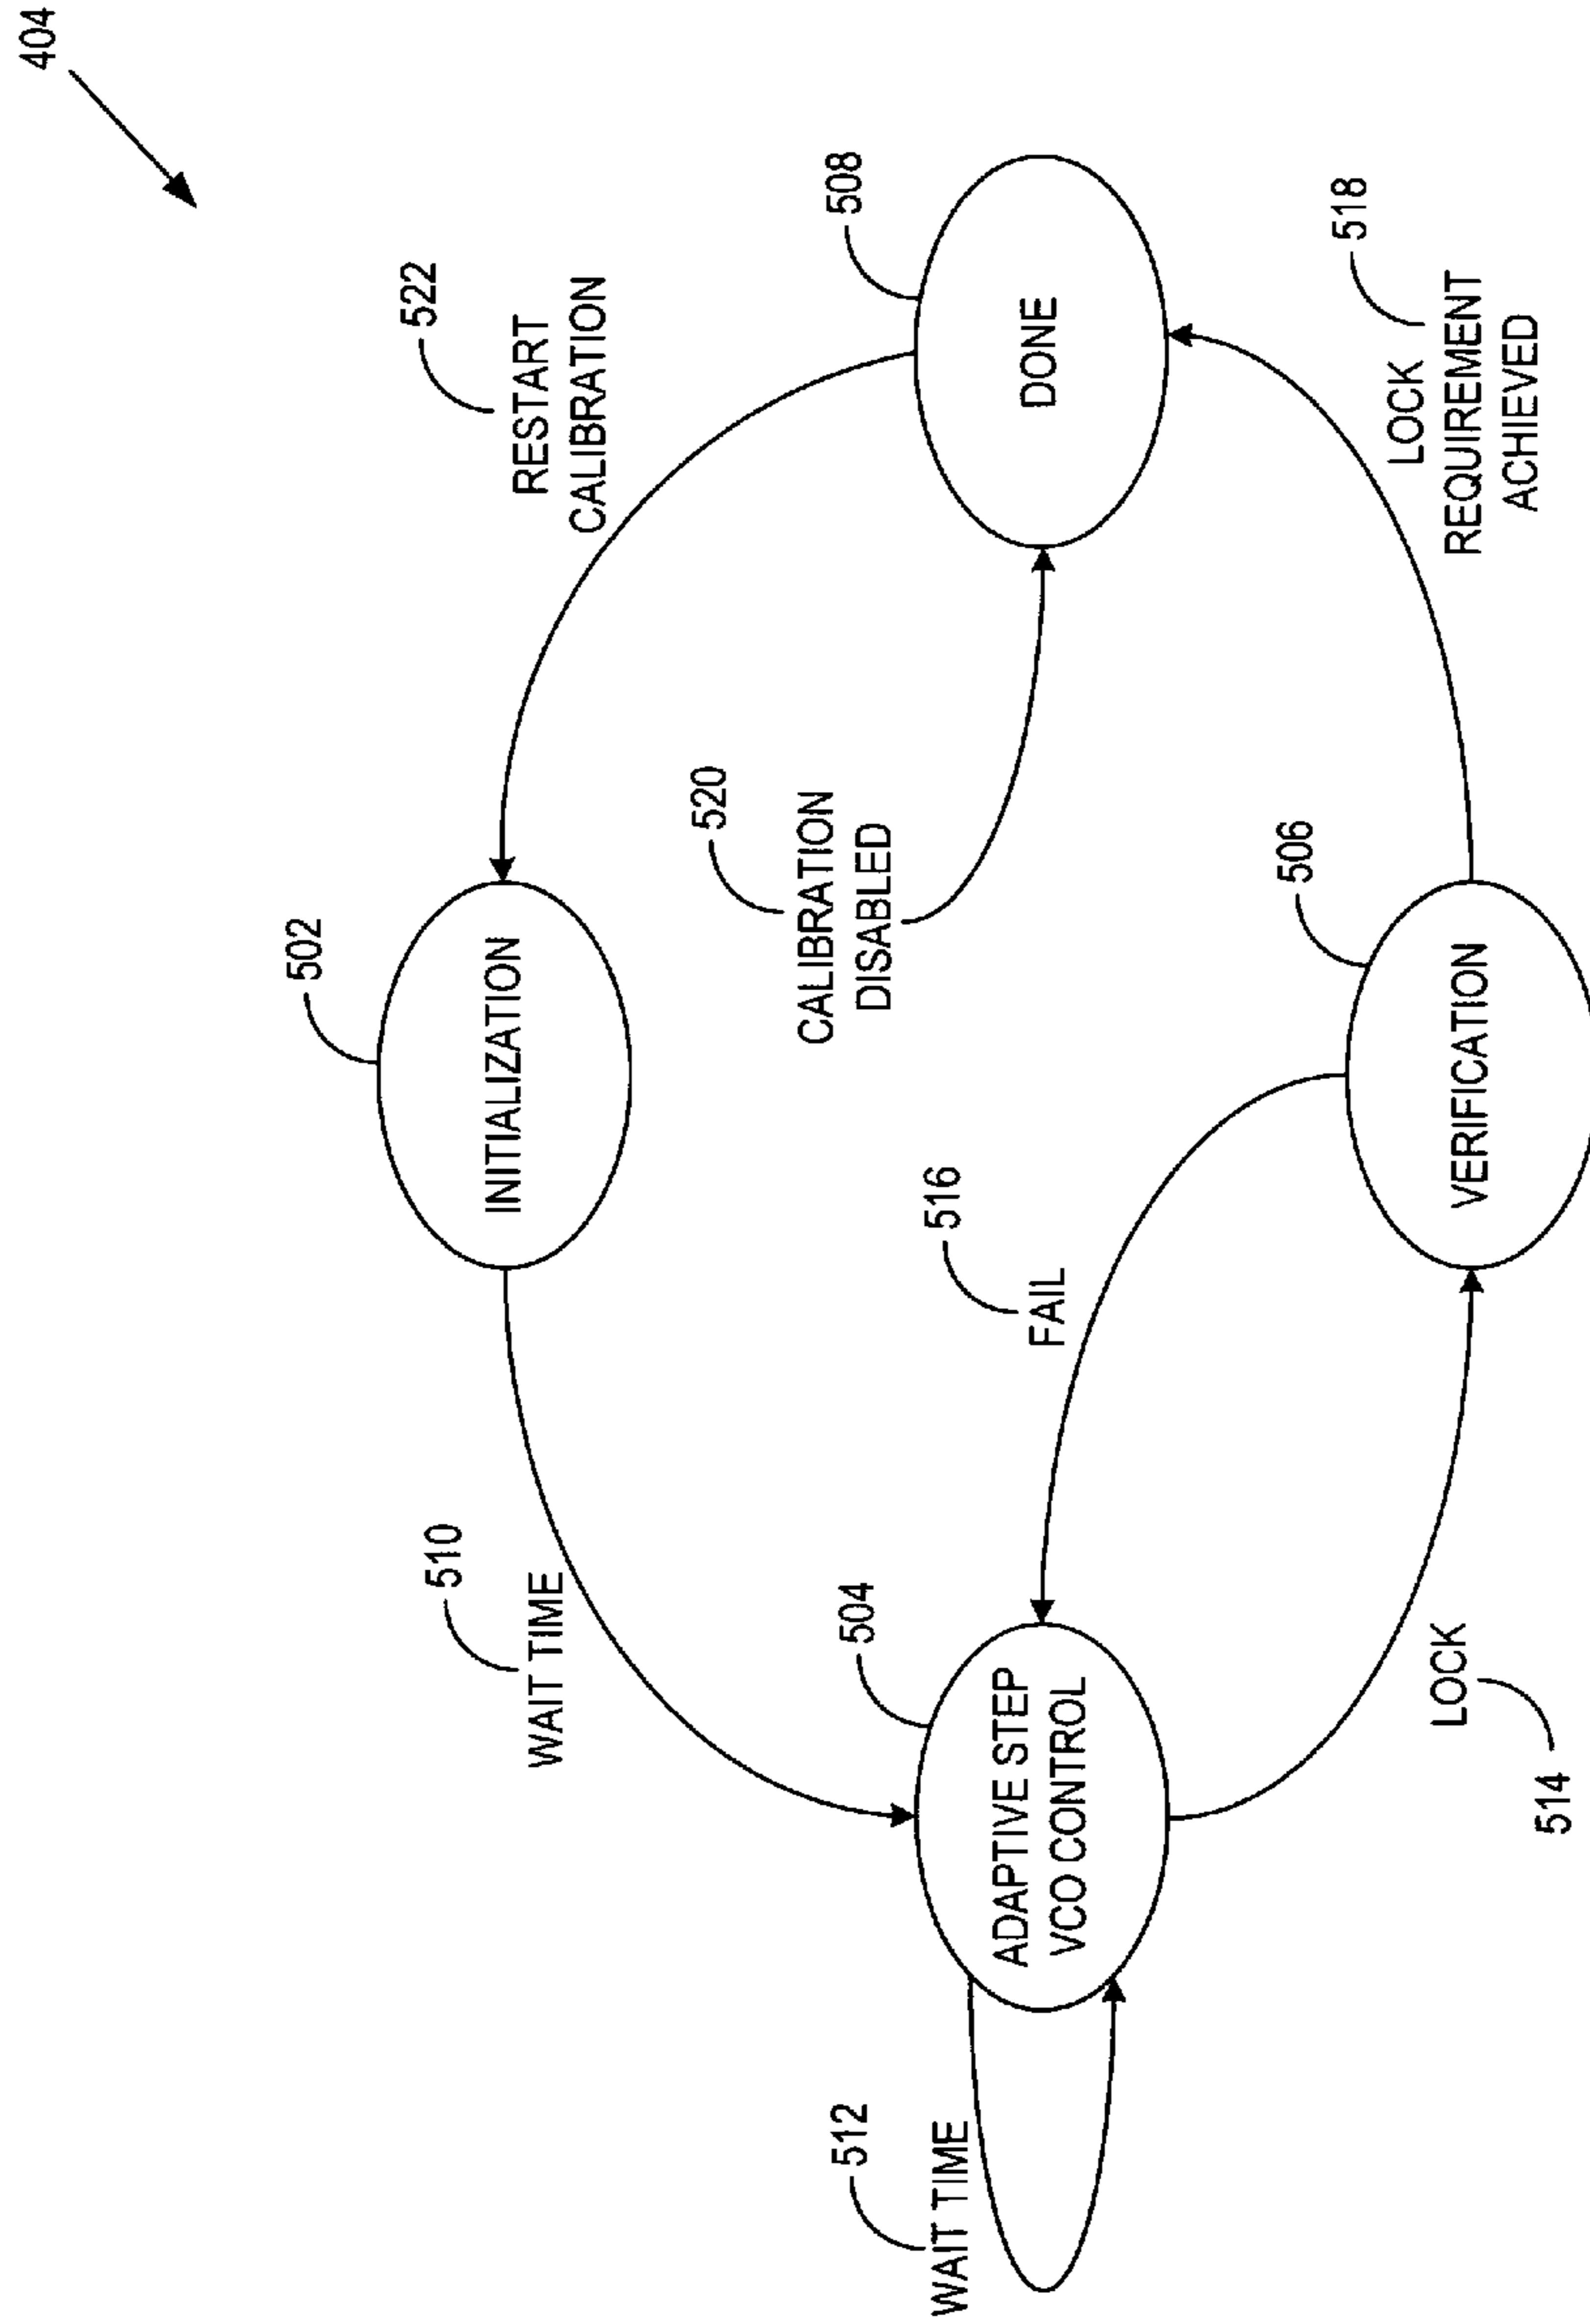 404
522
RESTART
CALIBRATION
502
INITIALIZATION
510
WAIT TIME
520
CALIBRATION
DISABLED
508
DONE
504
ADAPTIVE STEP
VCO CONTROL
512
WAIT TIME
516
FAIL
506
VERIFICATION
518
LOCK
REQUIREMENT
ACHIEVED
LOCK
514